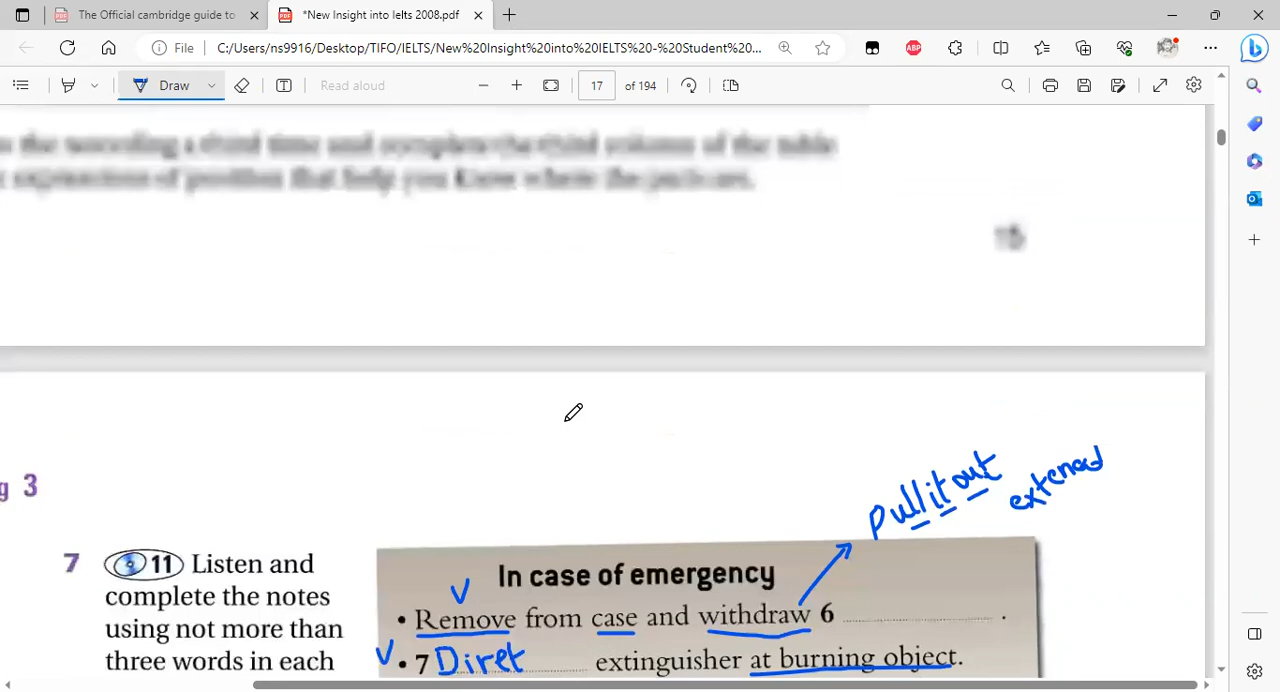 The Official cambridge guide to
*New Insight into Ielts 2008.pdf
File
C:/Users/ns9916/Desktop/TIFO/IELTS/New%20Insight%20into%20IELTS%20-%20Student%20...
ABP
Draw
Read aloud
17
of 194
15
g 3
pull it out
extened
7
11 Listen and
complete the notes
using not more than
three words in each
In case of emergency
V
• Remove from case and withdraw 6 .
V
• 7 Diret extinguisher at burning object.